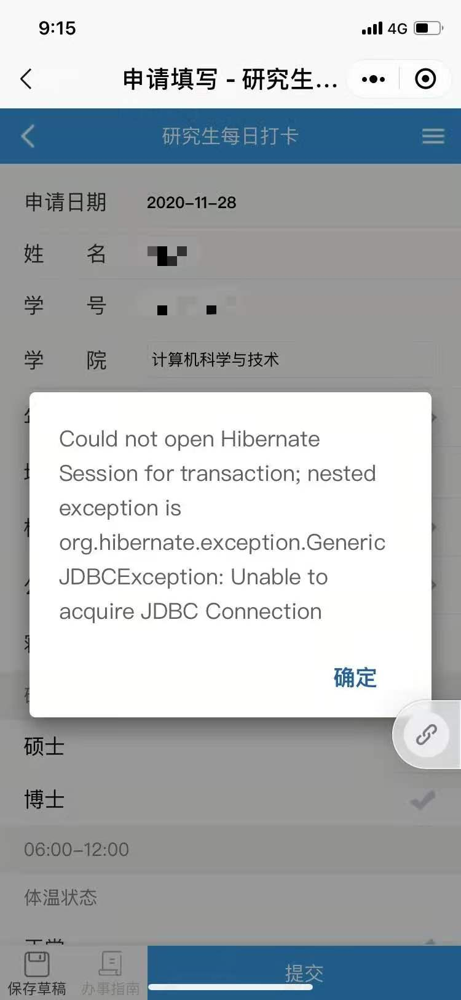 9:15
4G
申请填写 - 研究生...
研究生每日打卡
申请日期 2020-11-28
姓 名
学 号
学 院 计算机科学与技术
Could not open Hibernate
Session for transaction; nested
exception is
org.hibernate.exception.Generic
JDBCException: Unable to
acquire JDBC Connection
确定
硕士
博士
06:00-12:00
体温状态
保存草稿 办事指南 提交